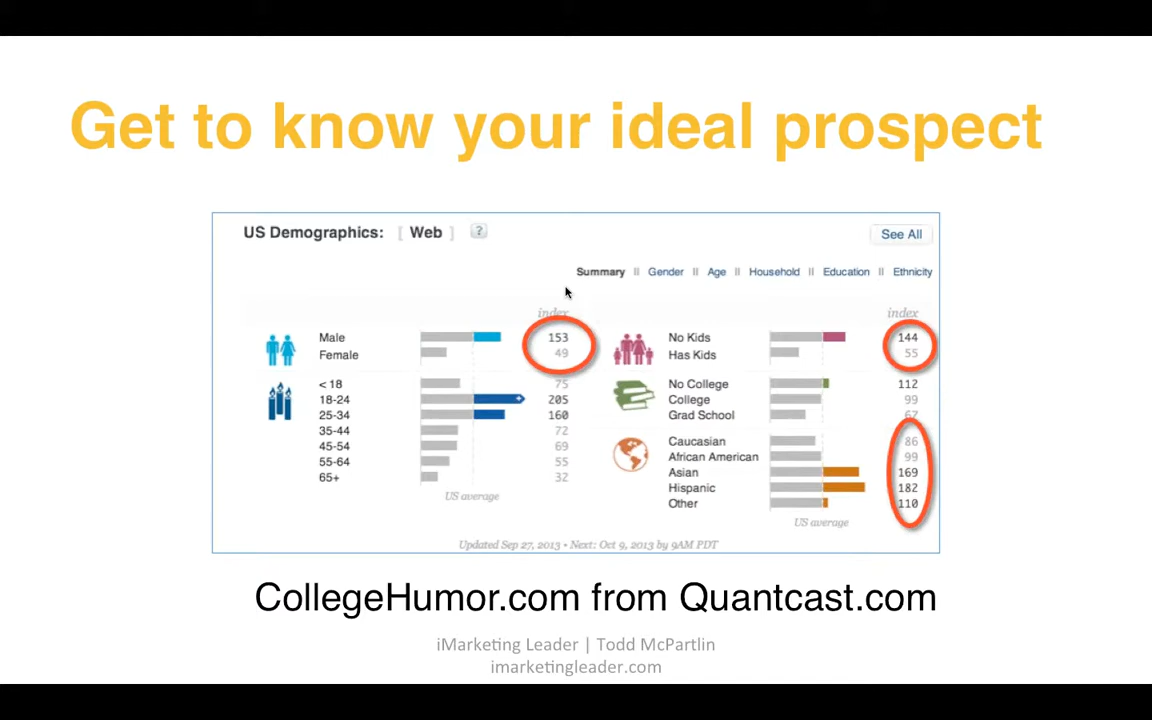 Get to know your ideal prospect
US Demographics: [ Web ] ?
See All
Summary || Gender || Age || Household || Education || Ethnicity
index
Male 153
Female 49
< 18 75
18-24 205
25-34 160
35-44 72
45-54 69
55-64 55
65+ 32
US average
index
No Kids 144
Has Kids 55
No College 112
College 99
Grad School 67
Caucasian 86
African American 99
Asian 169
Hispanic 182
Other 110
US average
Updated Sep 27, 2013 • Next: Oct 9, 2013 by 9AM PDT
CollegeHumor.com from Quantcast.com
iMarketing Leader | Todd McPartlin
imarketingleader.com